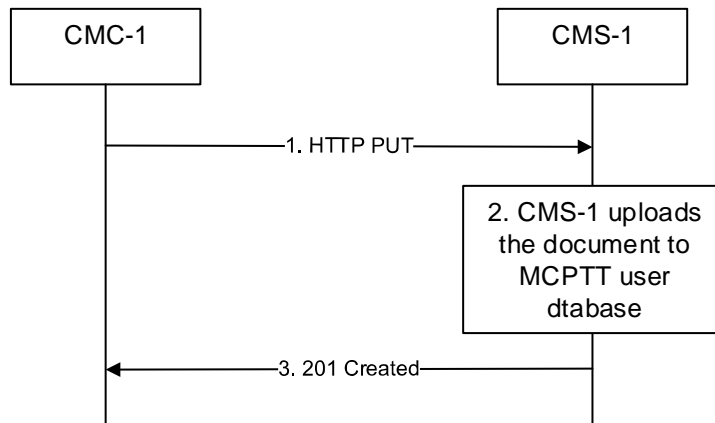 CMC-1
CMS-1
1. HTTP PUT
2. CMS-1 uploads
the document to
MCPTT user
dtabase
3. 201 Created